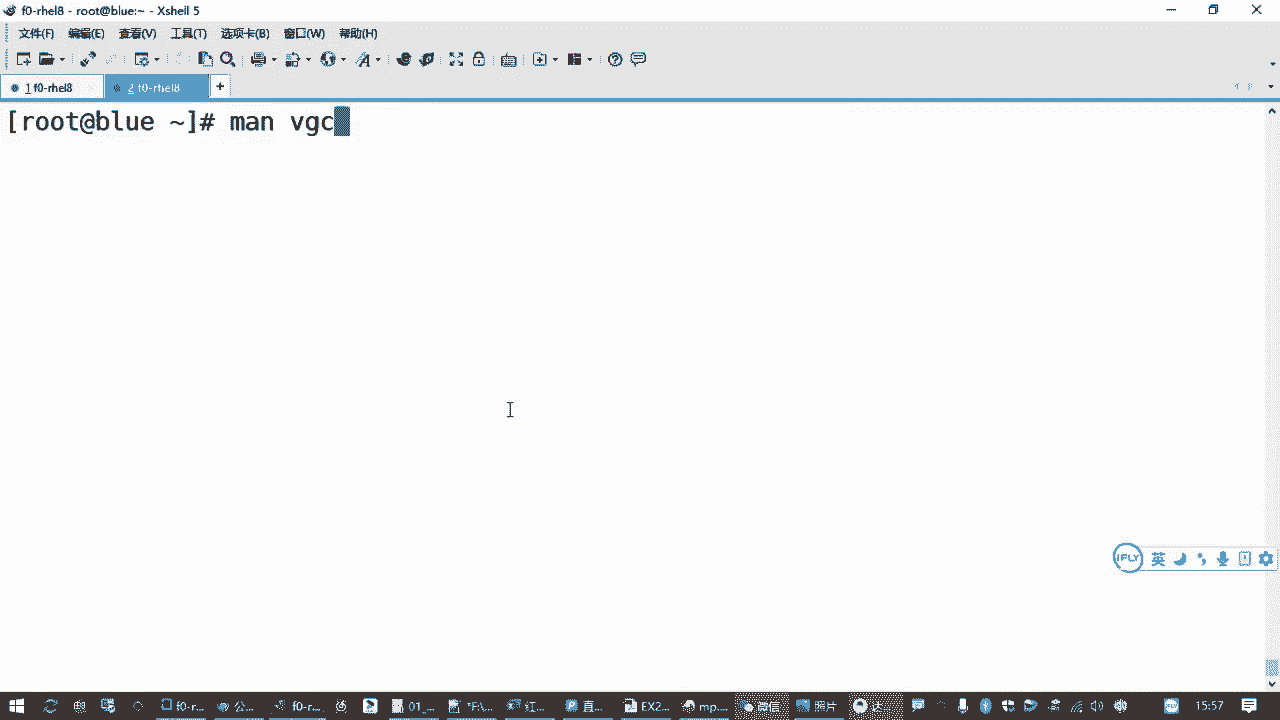 f0-rhel8 - root@blue:~ - Xshell 5
文件(F) 编辑(E) 查看(V) 工具(T) 选项卡(B) 窗口(W) 帮助(H)
1 f0-rhel8 2 f0-rhel8 +
[root@blue ~]# man vgc
iFLY 英
f0-r... 公... f0-r... 01_... *F:\... 红... 直... EX2... mp... 微信 照片 iFLY 15:57